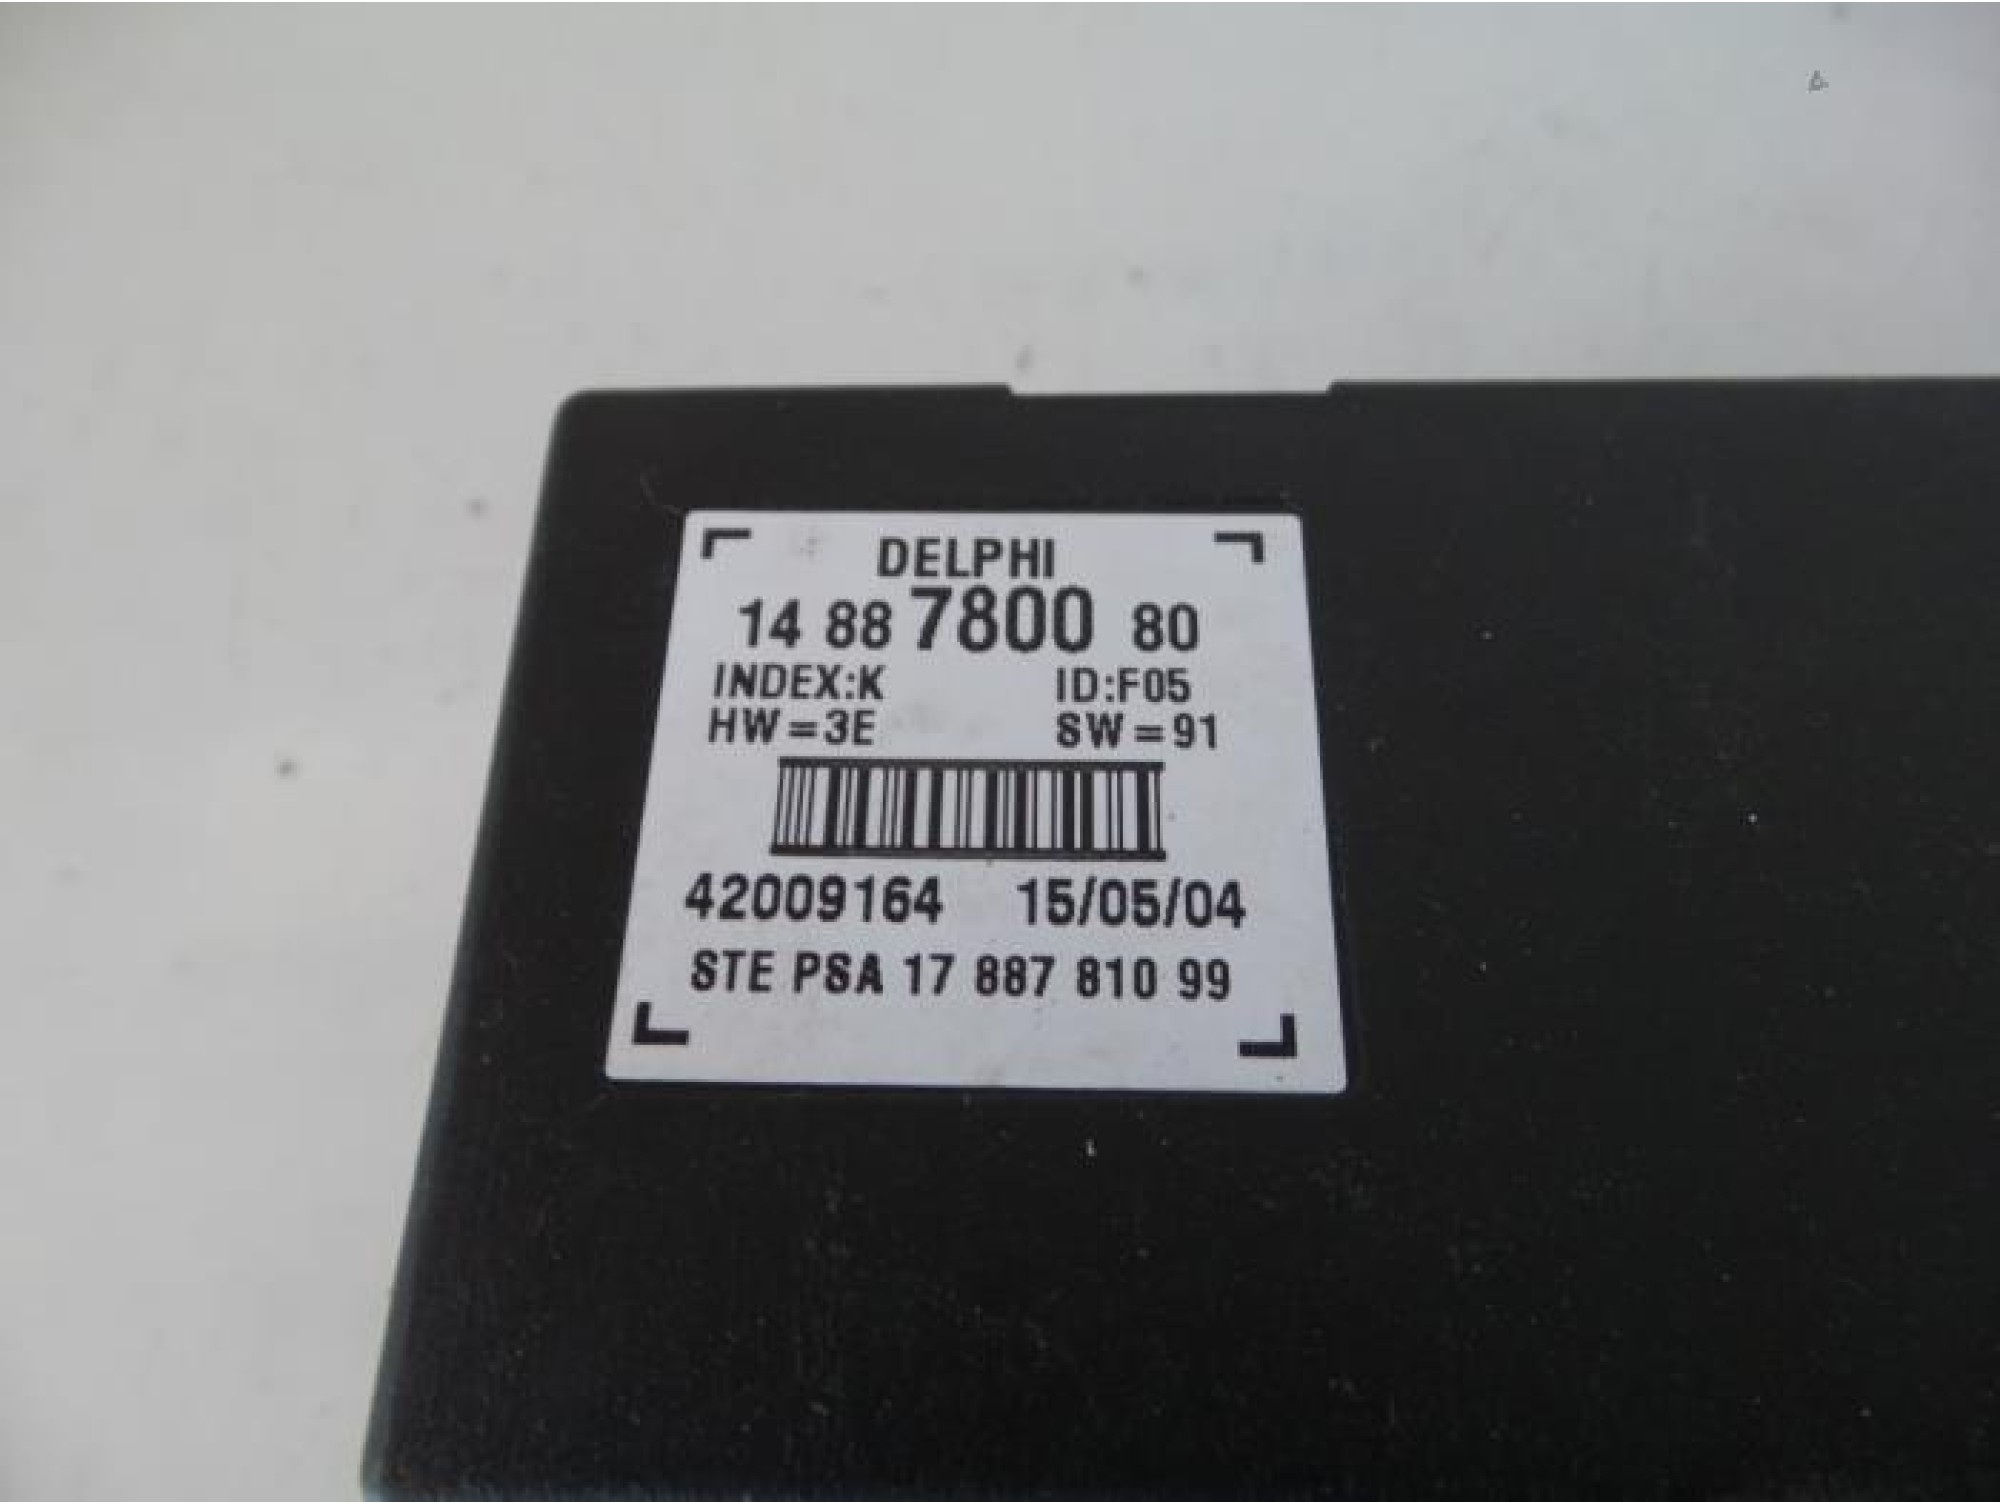 DELPHI
14 88 7800 80
INDEX:K ID:F05
HW=3E SW=91
42009164 15/05/04
STE PSA 17 887 810 99